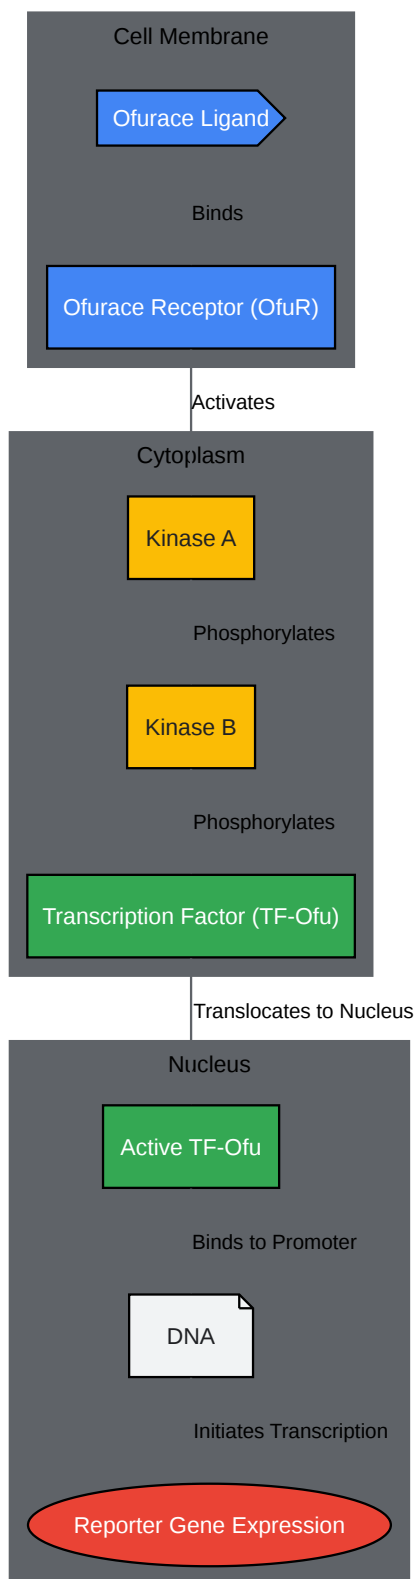 Cell Membrane
Ofurace Ligand
Binds
Ofurace Receptor (OfuR)
Activates
Cytoplasm
Kinase A
Phosphorylates
Kinase B
Phosphorylates
Transcription Factor (TF-Ofu)
Translocates to Nucleus
Nucleus
Active TF-Ofu
Binds to Promoter
DNA
Initiates Transcription
Reporter Gene Expression